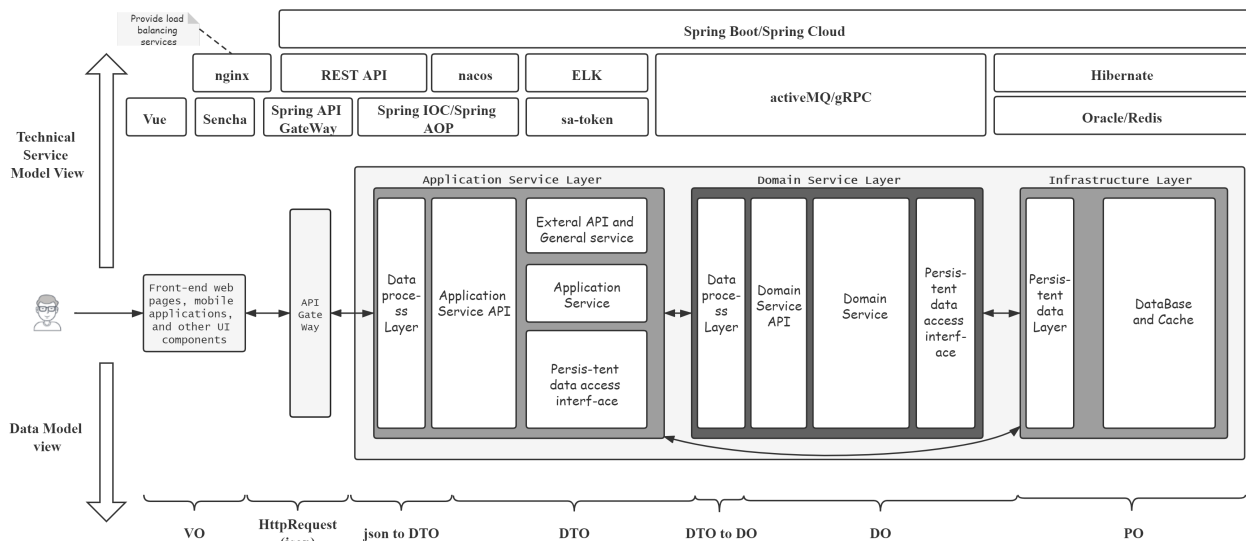 Provide load
balancing
services
Spring Boot/Spring Cloud
nginx
REST API
nacos
ELK
activeMQ/gRPC
Hibernate
Vue
Sencha
Spring API
GateWay
Spring IOC/Spring
AOP
sa-token
Oracle/Redis
Technical
Service
Model View
Application Service Layer
Domain Service Layer
Infrastructure Layer
Front-end web
pages, mobile
applications,
and other UI
components
API
Gate
Way
Data
proce-
ss
Layer
Application
Service API
Exteral API and
General service
Application
Service
Persis-tent
data access
interf-ace
Data
proce-
ss
Layer
Domain
Service
API
Domain
Service
Persis-
tent
data
access
interf-
ace
Persis-
tent
data
Layer
DataBase
and Cache
Data Model
view
VO
HttpRequest
(json)
json to DTO
DTO
DTO to DO
DO
PO